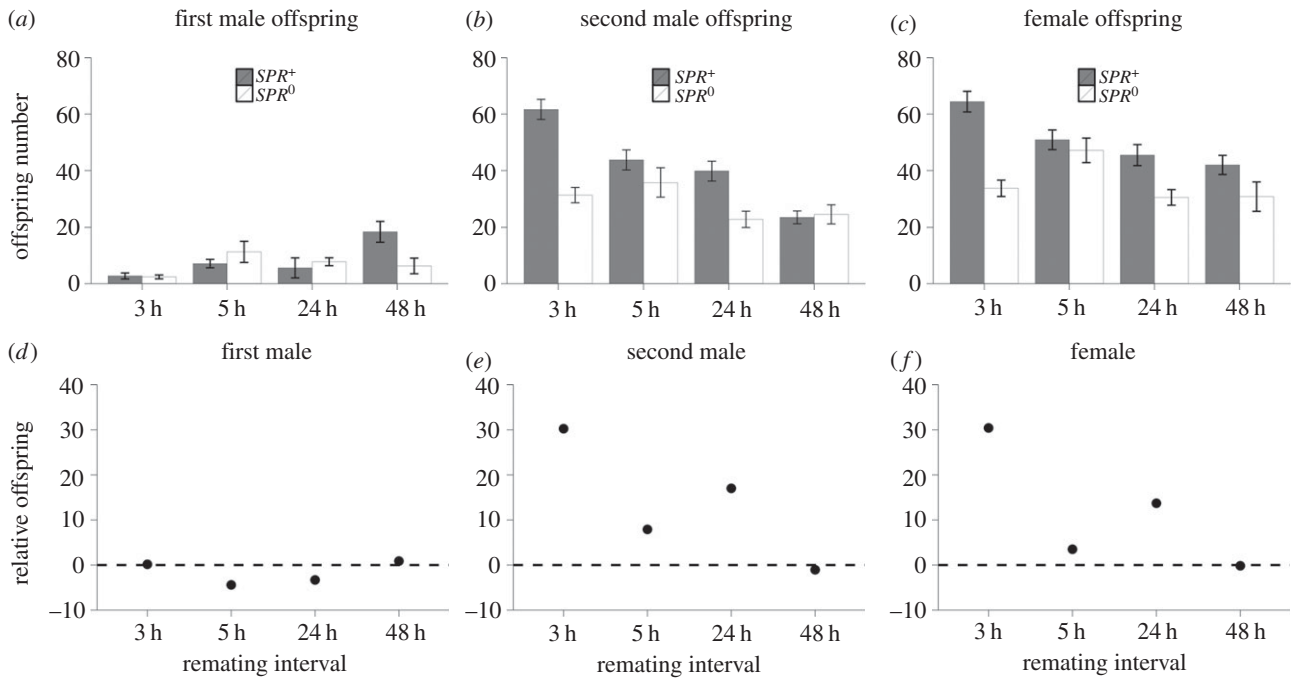 (a) first male offspring
80
60
40
20
0
offspring number
SPR+
SPR0
3 h 5 h 24 h 48 h
(b) second male offspring
80
60
40
20
0
SPR+
SPR0
3 h 5 h 24 h 48 h
(c) female offspring
80
60
40
20
0
SPR+
SPR0
3 h 5 h 24 h 48 h
(d) first male
40
30
20
10
0
−10
relative offspring
3 h 5 h 24 h 48 h
remating interval
(e) second male
40
30
20
10
0
−10
3 h 5 h 24 h 48 h
remating interval
(f) female
40
30
20
10
0
−10
3 h 5 h 24 h 48 h
remating interval